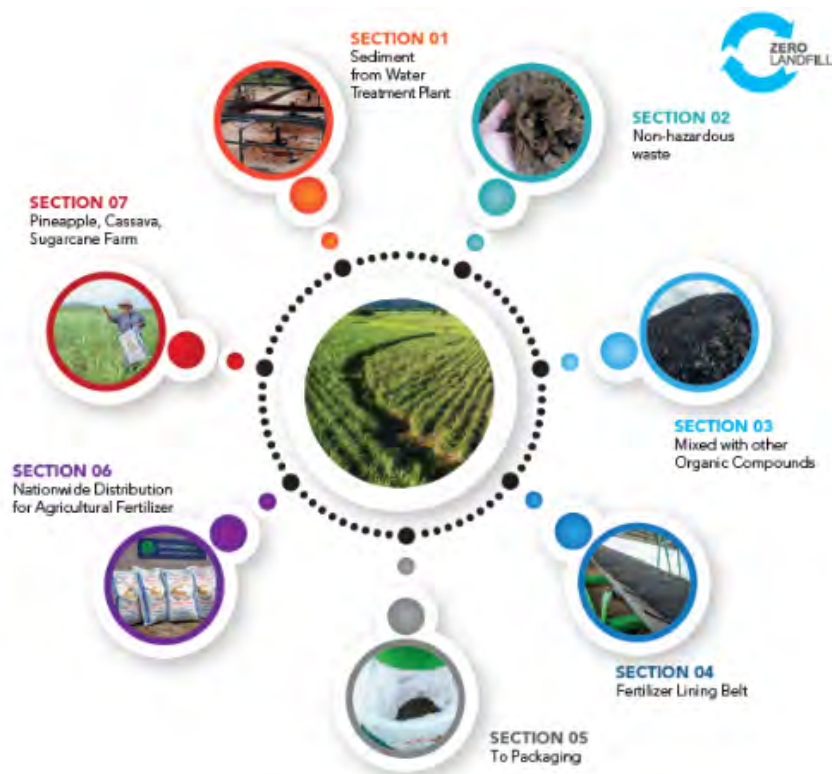 ZERO
LANDFILL
SECTION 01
Sediment
from Water
Treatment Plant
SECTION 02
Non-hazardous
waste
SECTION 03
Mixed with other
Organic Compounds
SECTION 04
Fertilizer Lining Belt
SECTION 05
To Packaging
SECTION 06
Nationwide Distribution
for Agricultural Fertilizer
SECTION 07
Pineapple, Cassava,
Sugarcane Farm